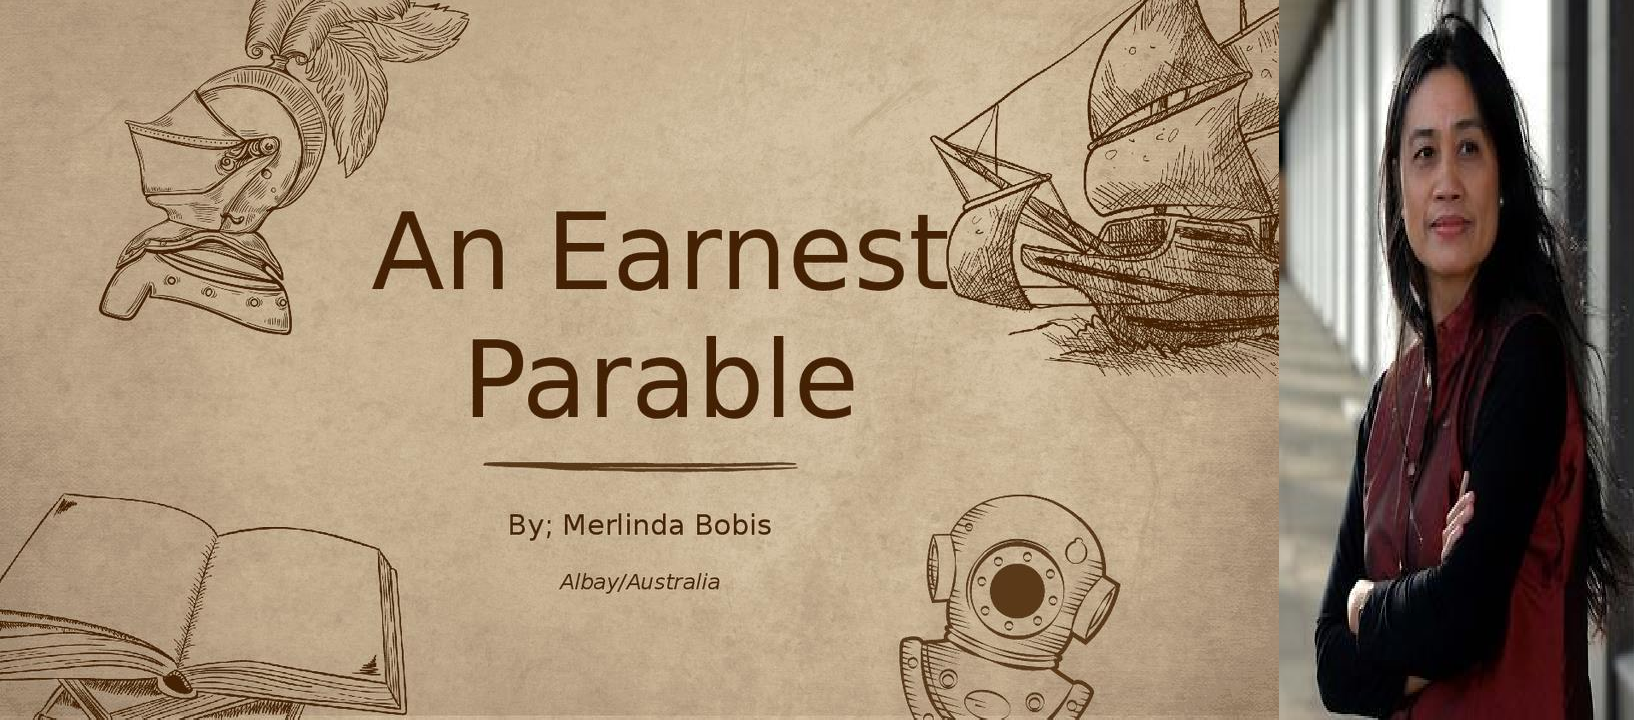 An Earnest
Parable
By; Merlinda Bobis
Albay/Australia